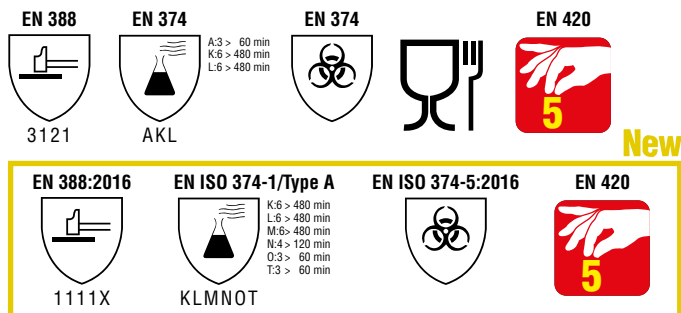 EN 388
EN 374
A:3 > 60 min
K:6 > 480 min
L:6 > 480 min
EN 374
EN 420
3121
AKL
5
New
EN 388:2016
EN ISO 374-1/Type A
K:6 > 480 min
L:6 > 480 min
M:6> 480 min
N:4 > 120 min
O:3 > 60 min
T:3 > 60 min
EN ISO 374-5:2016
EN 420
1111X
KLMNOT
5